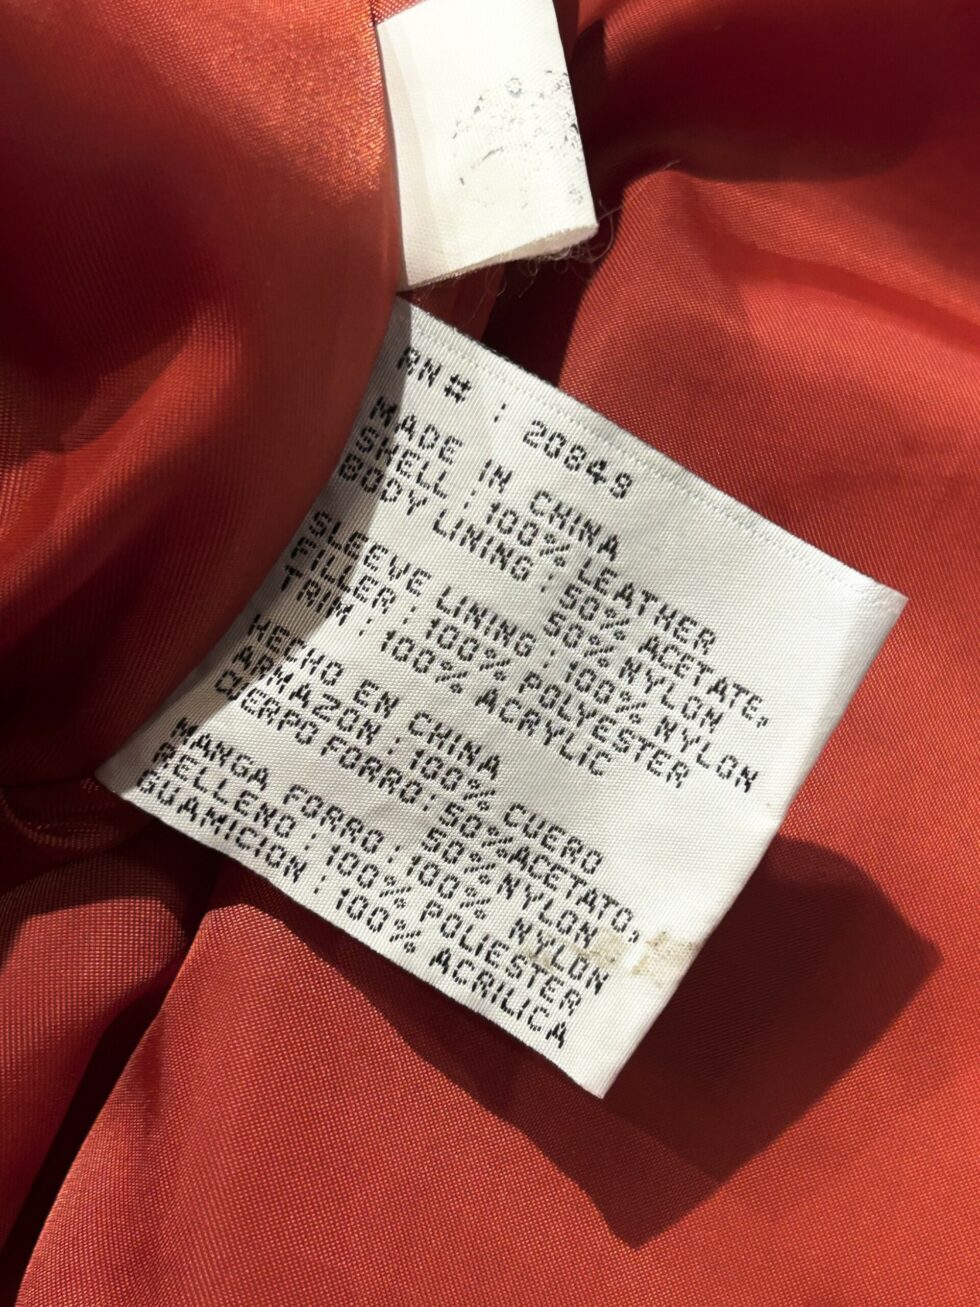 RN# : 20849
MADE IN CHINA
SHELL : 100% LEATHER
BODY LINING : 50% ACETATE,
50% NYLON
SLEEVE LINING : 100% NYLON
FILLER : 100% POLYESTER
TRIM : 100% ACRYLIC
HECHO EN CHINA
ARMAZON : 100% CUERO
CUERPO FORRO: 50%ACETATO,
50%NYLON
MANGA FORRO : 100% NYLON
RELLENO : 100% POLIESTER
GUAMICION : 100% ACRILICA